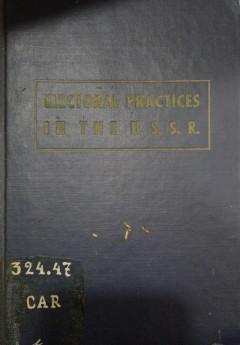 ELECTORAL PRACTICES
IN THE U. S. S. R.
324.47
CAR